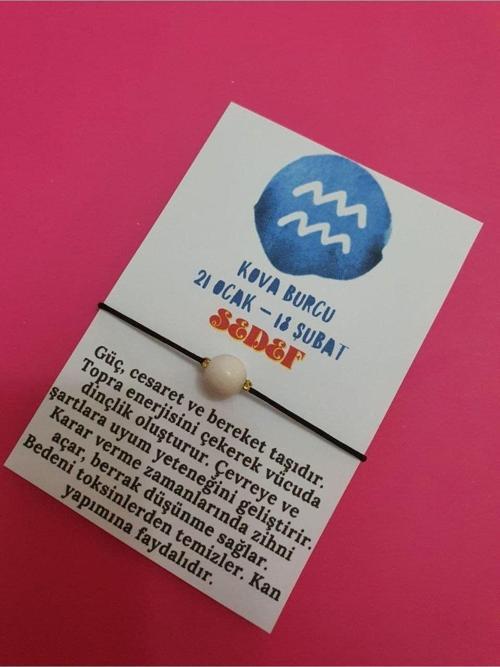 KOVA BURCU
21 OCAK – 18 ŞUBAT
SEDEF
Güç, cesaret ve bereket taşıdır.
Topra enerjisini çekerek vücuda
dinçlik oluşturur. Çevreye ve
şartlara uyum yeteneğini geliştirir.
Karar verme zamanlarında zihni
açar, berrak düşünme sağlar.
Bedeni toksinlerden temizler. Kan
yapımına faydalıdır.